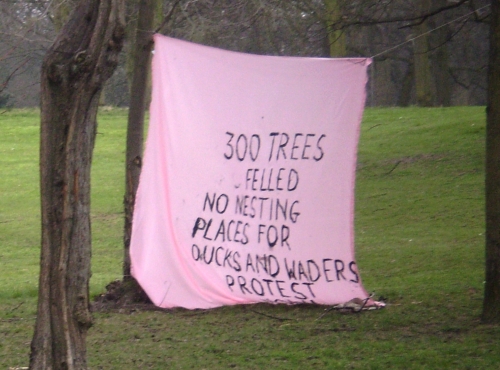 300 TREES
FELLED
NO NESTING
PLACES FOR
DUCKS AND WADERS
PROTEST